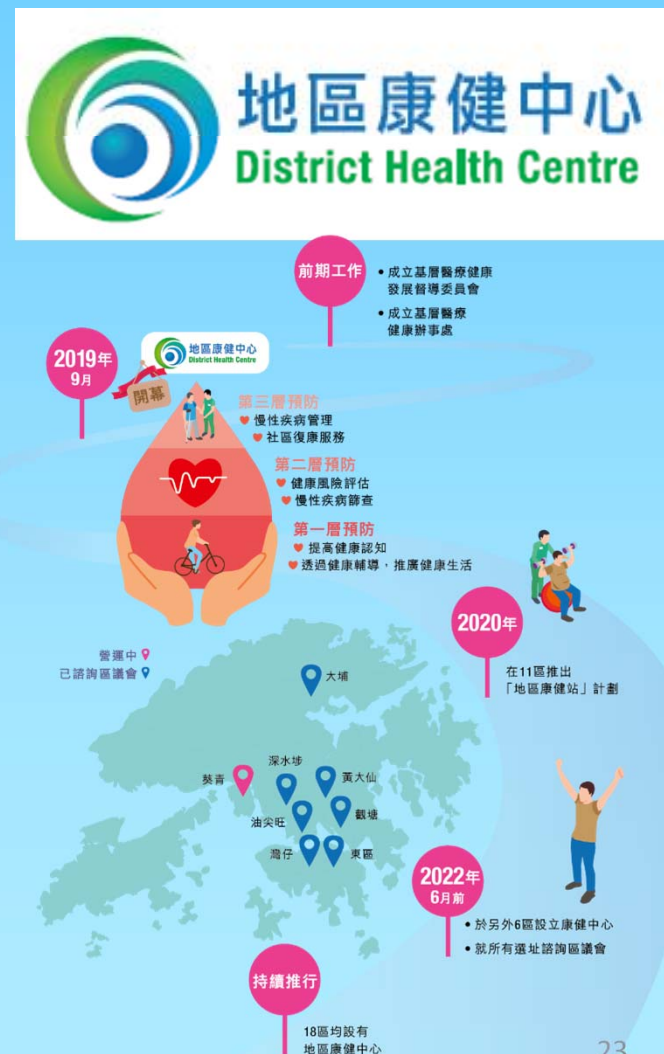 地區康健中心
District Health Centre
前期工作
• 成立基層醫療健康
發展督導委員會
• 成立基層醫療
健康辦事處
2019年
9月
地區康健中心
District Health Centre
開幕
第三層預防
慢性疾病管理
社區復康服務
第二層預防
健康風險評估
慢性疾病篩查
第一層預防
提高健康認知
透過健康輔導，推廣健康生活
2020年
在11區推出
「地區康健站」計劃
營運中
已諮詢區議會
大埔
深水埗
葵青
黃大仙
油尖旺
觀塘
灣仔
東區
2022年
6月前
• 於另外6區設立康健中心
• 就所有選址諮詢區議會
持續推行
18區均設有
地區康健中心
23